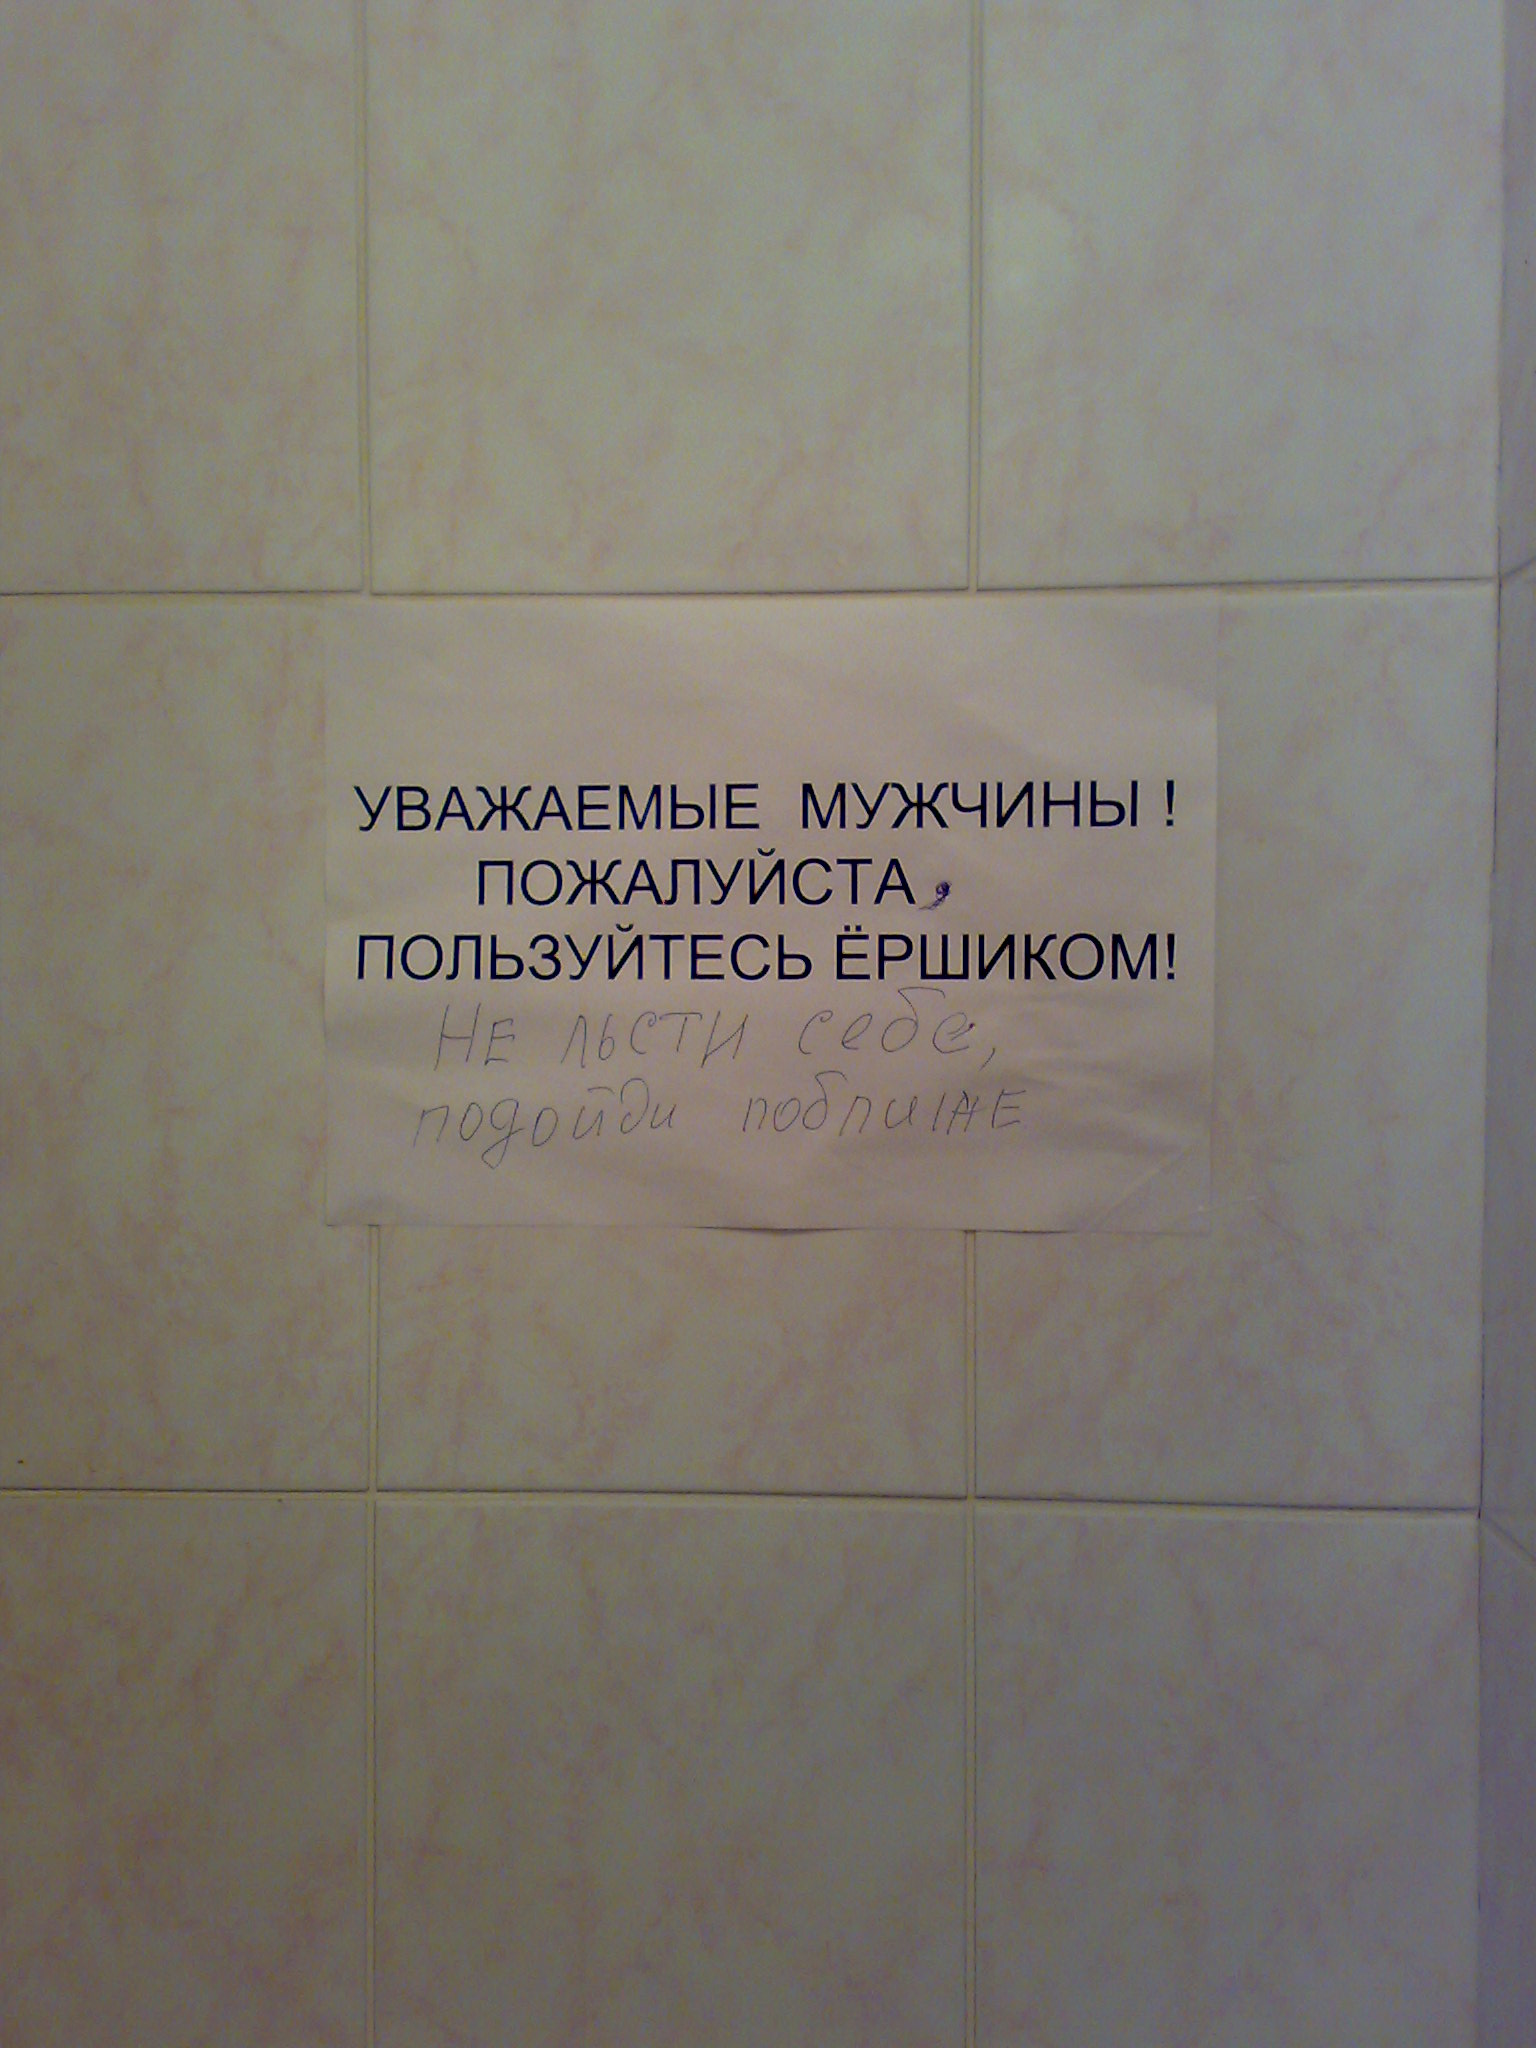 УВАЖАЕМЫЕ МУЖЧИНЫ !
ПОЖАЛУЙСТА,
ПОЛЬЗУЙТЕСЬ ЁРШИКОМ!
НЕ льсти себе,
подойди поближе